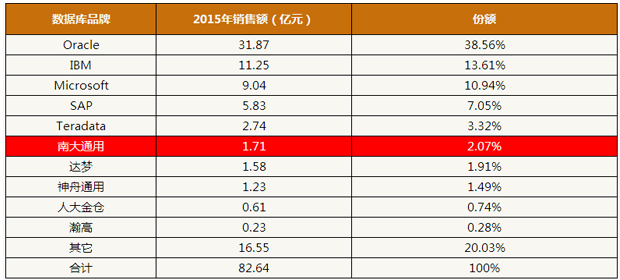 数据库品牌 2015年销售额（亿元） 份额
Oracle 31.87 38.56%
IBM 11.25 13.61%
Microsoft 9.04 10.94%
SAP 5.83 7.05%
Teradata 2.74 3.32%
南大通用 1.71 2.07%
达梦 1.58 1.91%
神舟通用 1.23 1.49%
人大金仓 0.61 0.74%
瀚高 0.23 0.28%
其它 16.55 20.03%
合计 82.64 100%